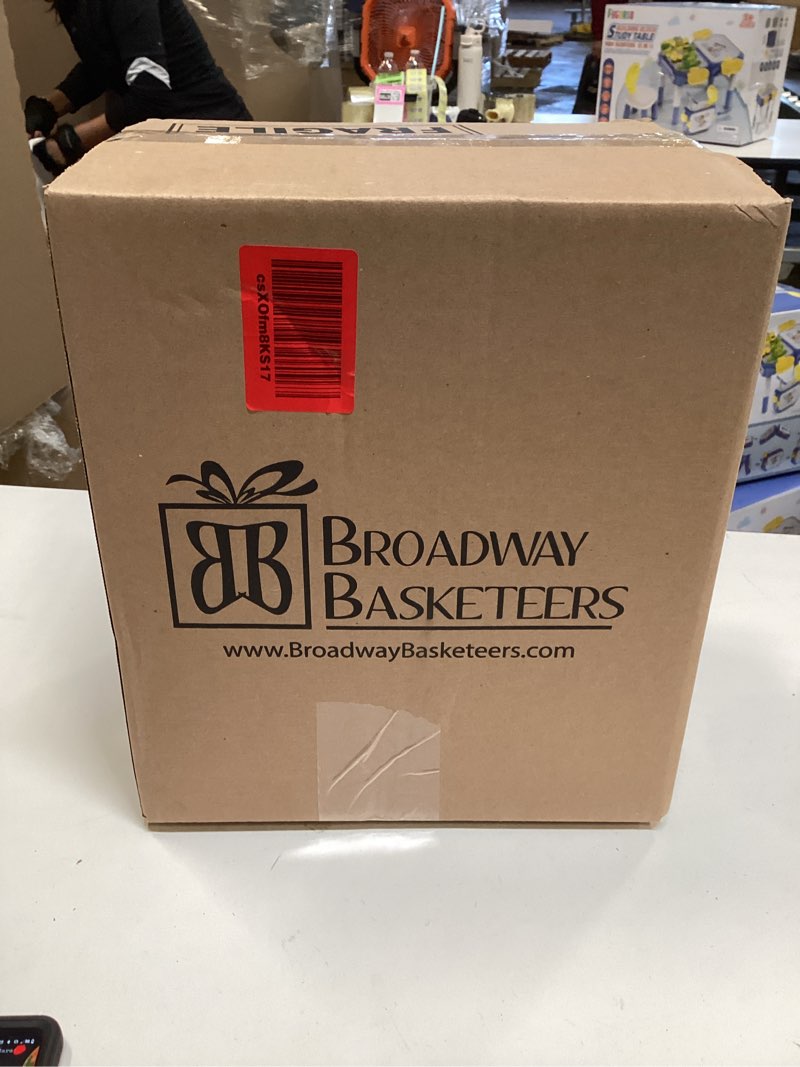 FRAGILE
csXOfm8KS17
BB
BROADWAY
BASKETEERS
www.BroadwayBasketeers.com
STUDY TABLE